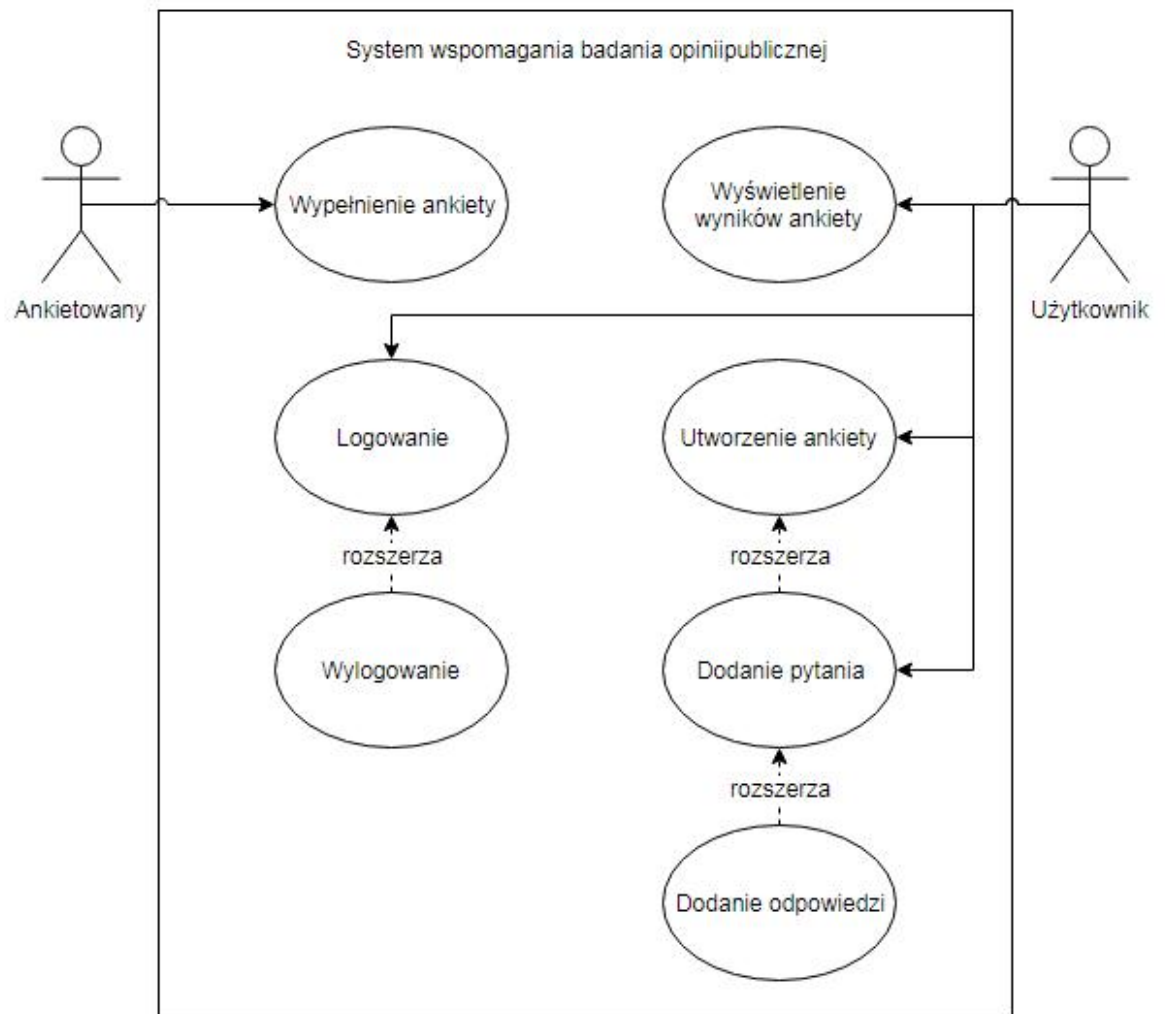 System wspomagania badania opiniipublicznej
Wypełnienie ankiety
Wyświetlenie
wyników ankiety
Ankietowany
Użytkownik
Logowanie
Utworzenie ankiety
rozszerza
rozszerza
Wylogowanie
Dodanie pytania
rozszerza
Dodanie odpowiedzi